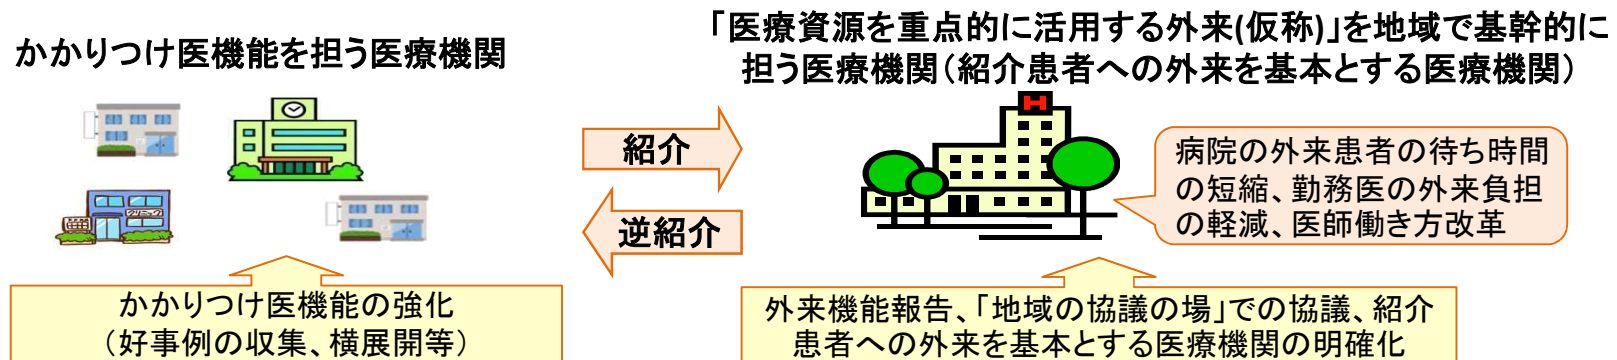 かかりつけ医機能を担う医療機関
「医療資源を重点的に活用する外来(仮称)」を地域で基幹的に
担う医療機関（紹介患者への外来を基本とする医療機関）
紹介
逆紹介
H
クリニック
病院の外来患者の待ち時間
の短縮、勤務医の外来負担
の軽減、医師働き方改革
かかりつけ医機能の強化
（好事例の収集、横展開等）
外来機能報告、「地域の協議の場」での協議、紹介
患者への外来を基本とする医療機関の明確化